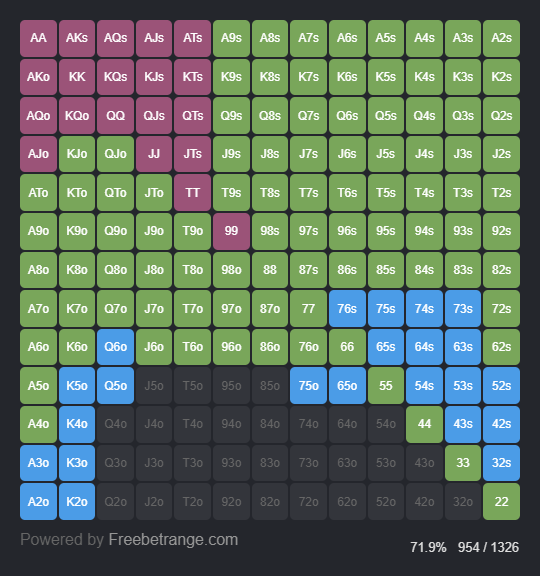 AA AKs AQs AJs ATs A9s A8s A7s A6s A5s A4s A3s A2s
AKo KK KQs KJs KTs K9s K8s K7s K6s K5s K4s K3s K2s
AQo KQo QQ QJs QTs Q9s Q8s Q7s Q6s Q5s Q4s Q3s Q2s
AJo KJo QJo JJ JTs J9s J8s J7s J6s J5s J4s J3s J2s
ATo KTo QTo JTo TT T9s T8s T7s T6s T5s T4s T3s T2s
A9o K9o Q9o J9o T9o 99 98s 97s 96s 95s 94s 93s 92s
A8o K8o Q8o J8o T8o 98o 88 87s 86s 85s 84s 83s 82s
A7o K7o Q7o J7o T7o 97o 87o 77 76s 75s 74s 73s 72s
A6o K6o Q6o J6o T6o 96o 86o 76o 66 65s 64s 63s 62s
A5o K5o Q5o J5o T5o 95o 85o 75o 65o 55 54s 53s 52s
A4o K4o Q4o J4o T4o 94o 84o 74o 64o 54o 44 43s 42s
A3o K3o Q3o J3o T3o 93o 83o 73o 63o 53o 43o 33 32s
A2o K2o Q2o J2o T2o 92o 82o 72o 62o 52o 42o 32o 22
Powered by Freebetrange.com
71.9% 954 / 1326